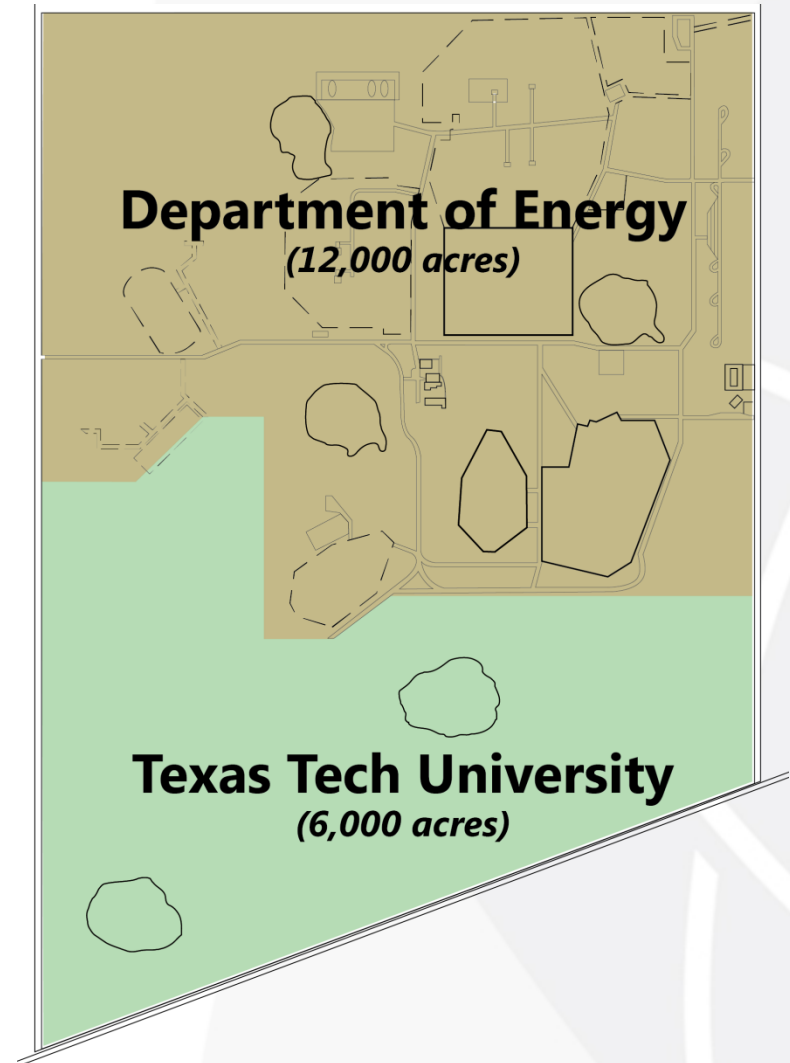 Department of Energy
(12,000 acres)
Texas Tech University
(6,000 acres)